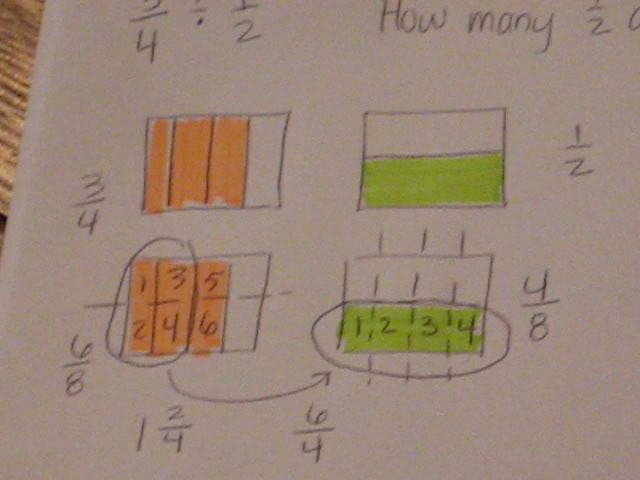 3/4 ÷ 1/2 How many 1/2
3/4 1/2
1 3 5
2 4 6 1 2 3 4
6/8 4/8
1 2/4 6/4